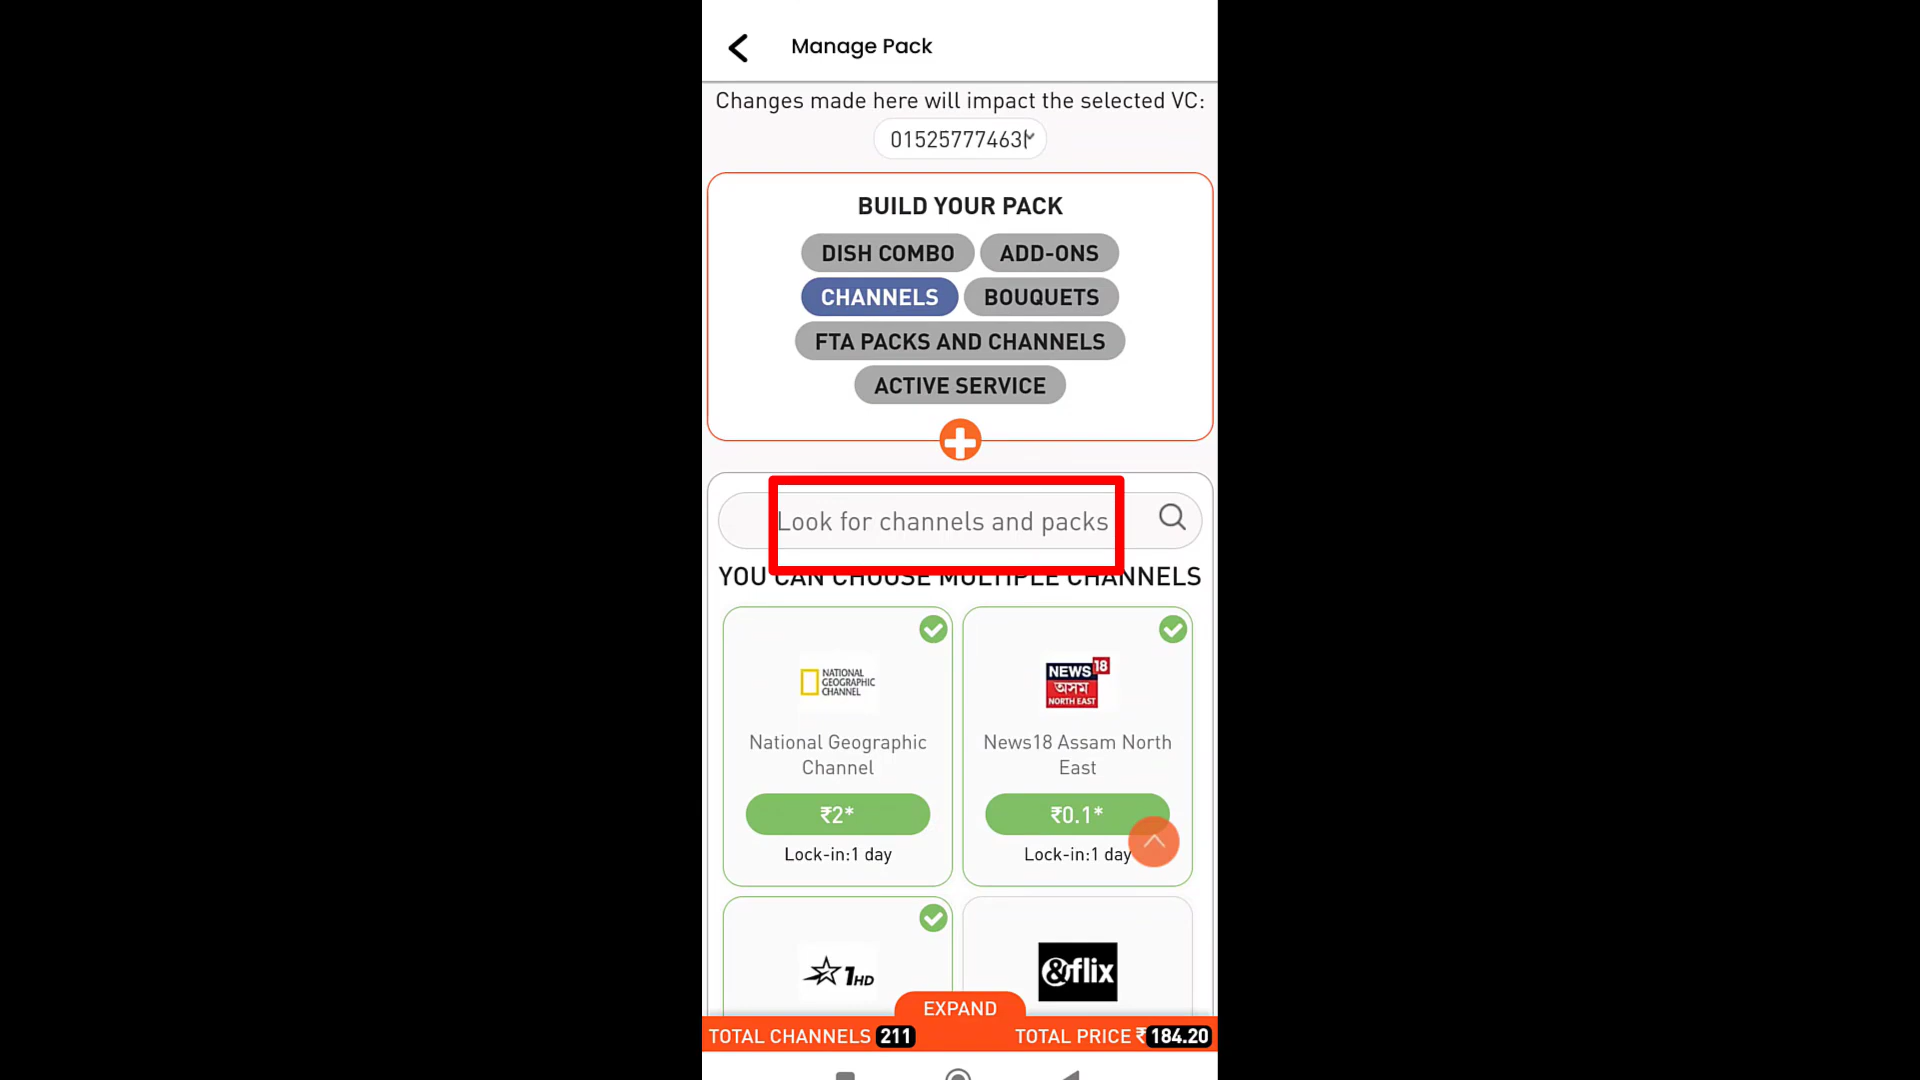 Manage Pack
Changes made here will impact the selected VC:
01525777463
BUILD YOUR PACK
DISH COMBO ADD-ONS
CHANNELS BOUQUETS
FTA PACKS AND CHANNELS
ACTIVE SERVICE
Look for channels and packs
YOU CAN CHOOSE MULTIPLE CHANNELS
NATIONAL
GEOGRAPHIC
CHANNEL
NEWS 18
অসম
NORTH EAST
National Geographic
Channel
News18 Assam North
East
₹2*
₹0.1*
Lock-in:1 day
Lock-in:1 day
1HD
&flix
EXPAND
TOTAL CHANNELS 211
TOTAL PRICE ₹ 184.20